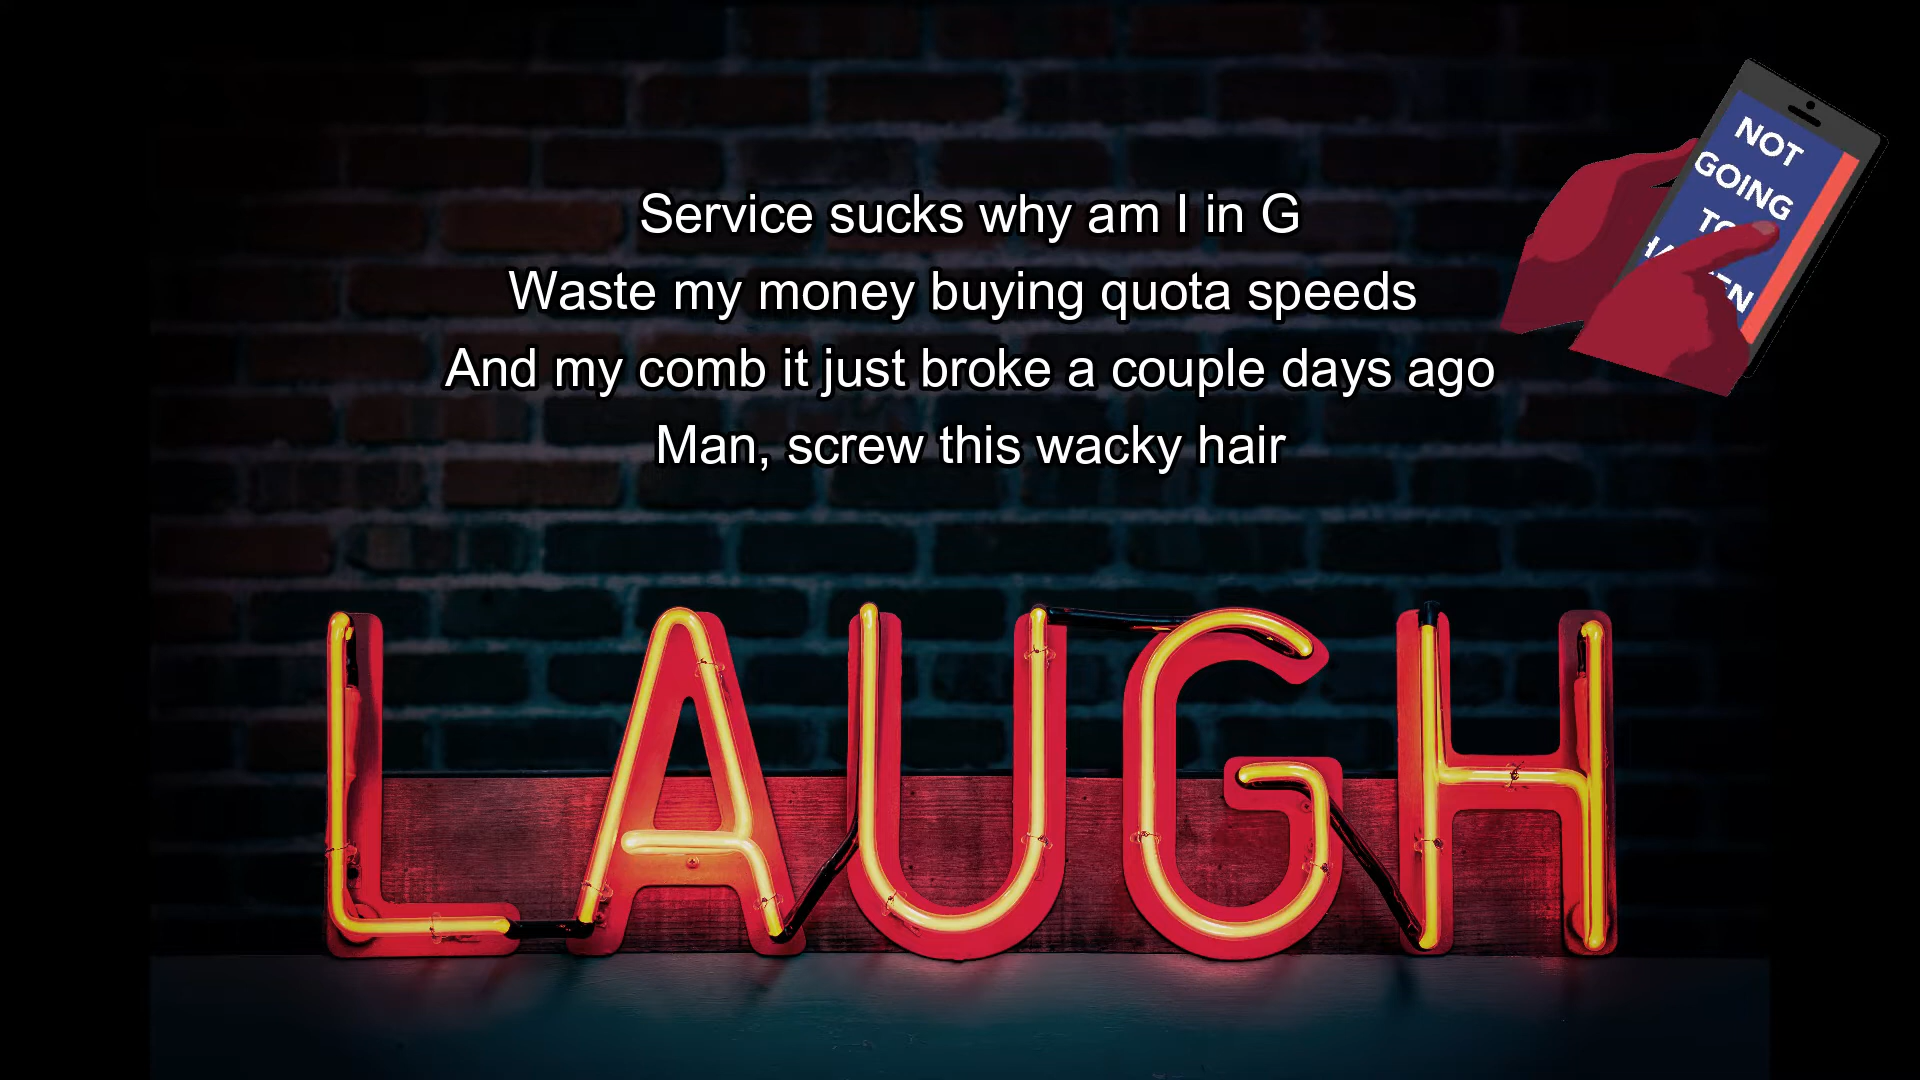 Service sucks why am I in G
Waste my money buying quota speeds
And my comb it just broke a couple days ago
Man, screw this wacky hair
NOT
GOING
LAUGH